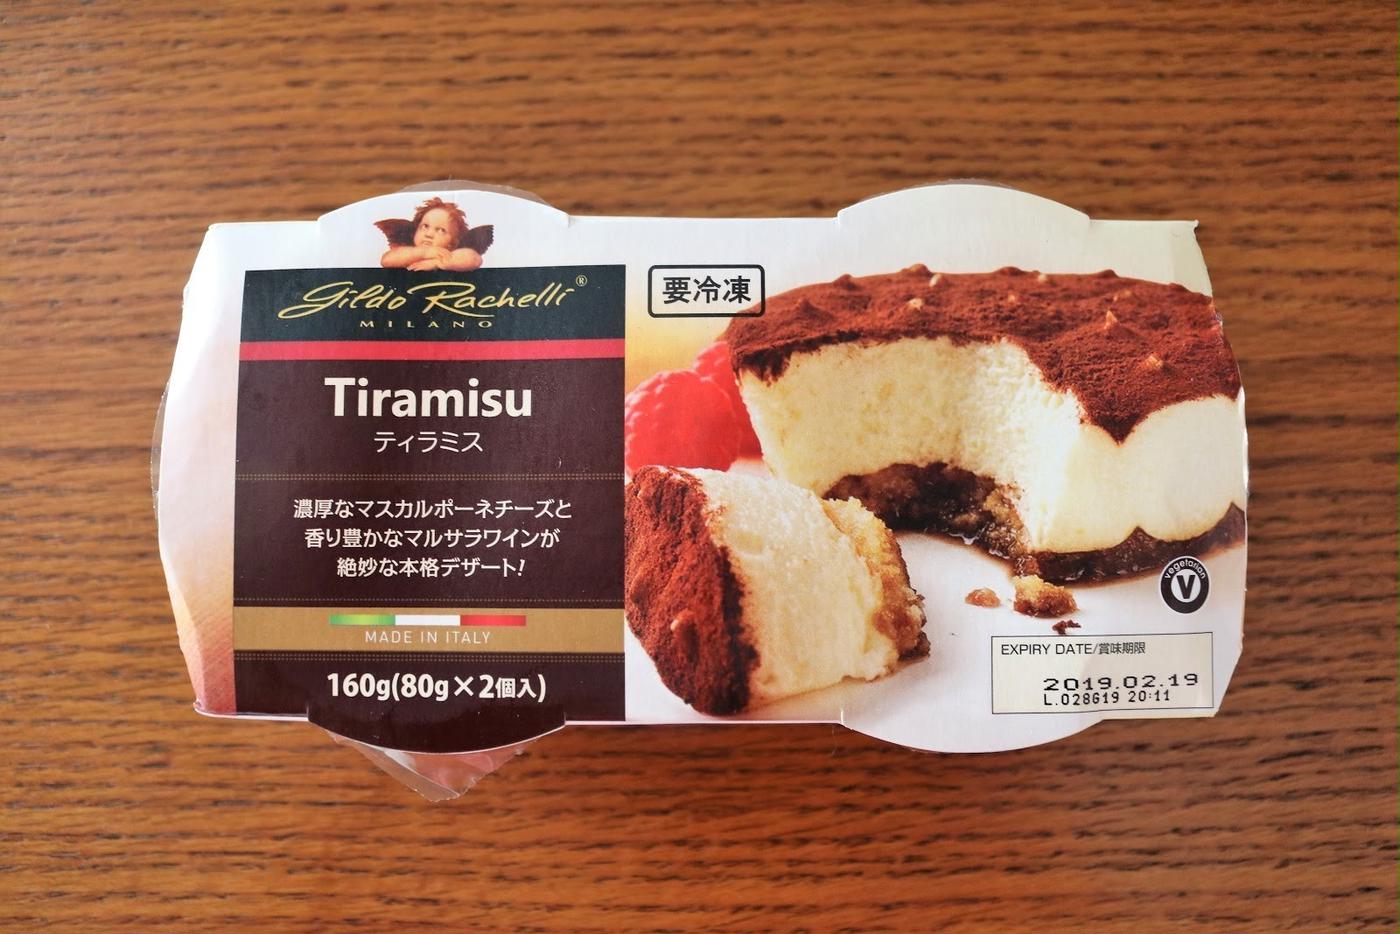 Gildo Rachelli®
MILANO
Tiramisu
ティラミス
濃厚なマスカルポーネチーズと
香り豊かなマルサラワインが
絶妙な本格デザート!
MADE IN ITALY
160g(80g×2個入)
要冷凍
vegetarian
V
EXPIRY DATE/賞味期限
2019.02.19
L.028619 20:11